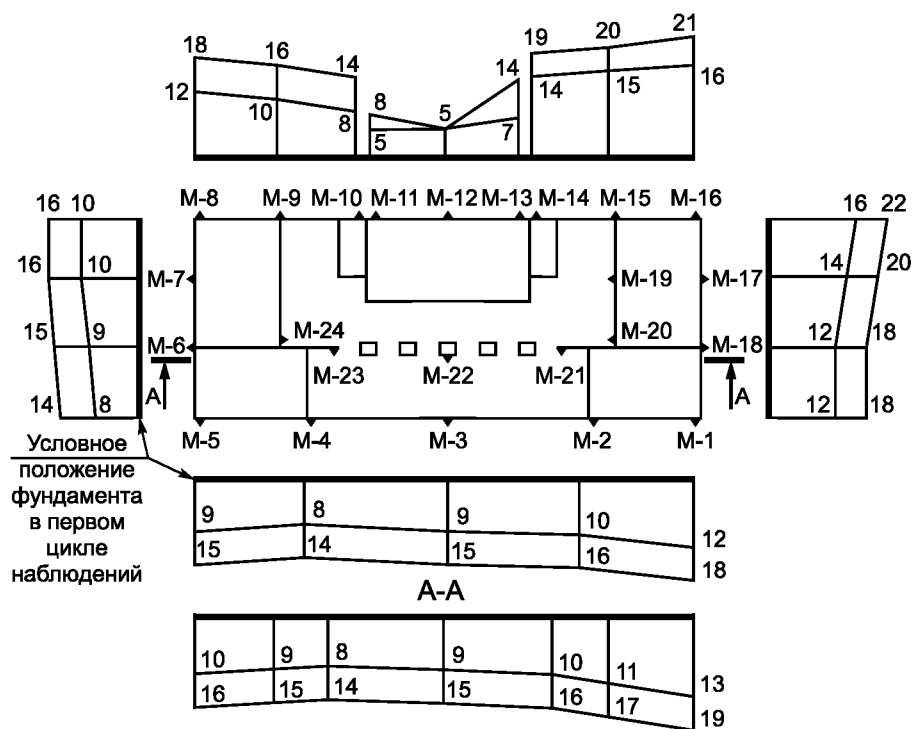 18 16 14 8 5 14 19 20 21
12 10 8 5 7 14 15 16
М-8 М-9 М-10 М-11 М-12 М-13 М-14 М-15 М-16
16 10 16 22
16 10 М-7 М-19 М-17 14 20
15 9 М-6 М-24 М-20 М-18 12 18
М-23 М-22 М-21
14 8 А А 12 18
М-5 М-4 М-3 М-2 М-1
Условное
положение
фундамента
в первом
цикле
наблюдений
9 8 9 10 12
15 14 15 16 18
А-А
10 9 8 9 10 11 13
16 15 14 15 16 17 19